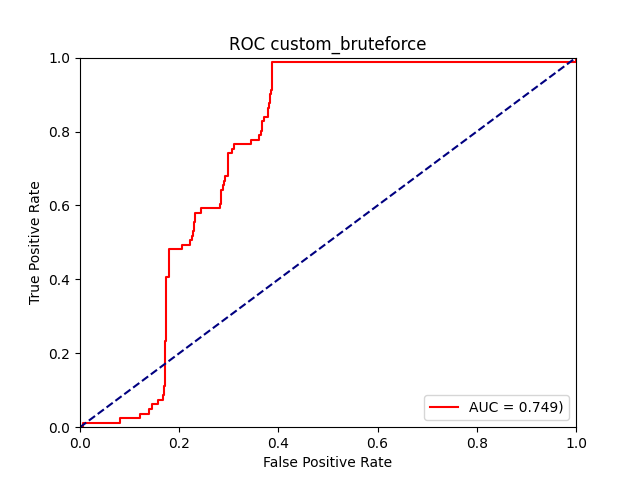 ROC custom_bruteforce
1.0
0.8
0.6
0.4
0.2
0.0
True Positive Rate
AUC = 0.749)
0.0 0.2 0.4 0.6 0.8 1.0
False Positive Rate